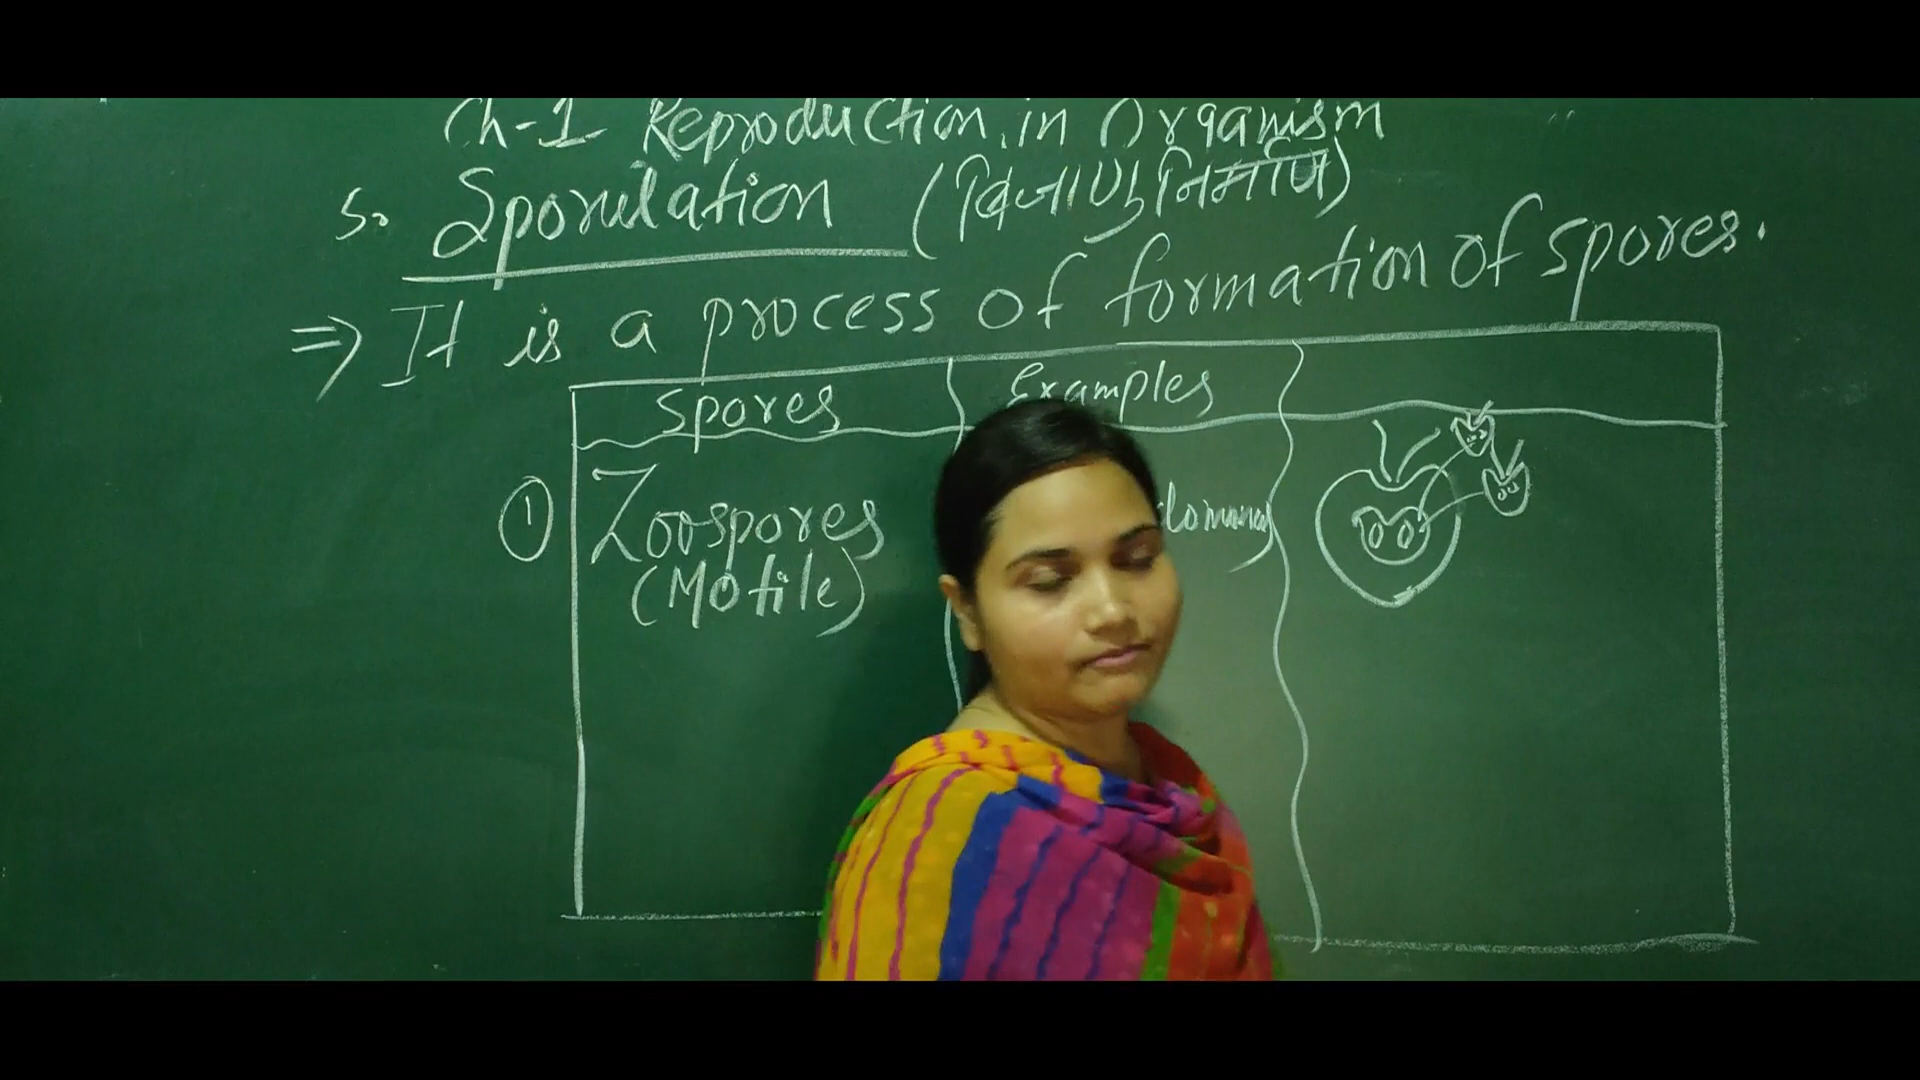 Ch-1 Reproduction in Organism
5. Sporulation (बिजाणु निर्माण)
⇒ It is a process of formation of spores.
Spores Examples
① Zoospores
(Motile)